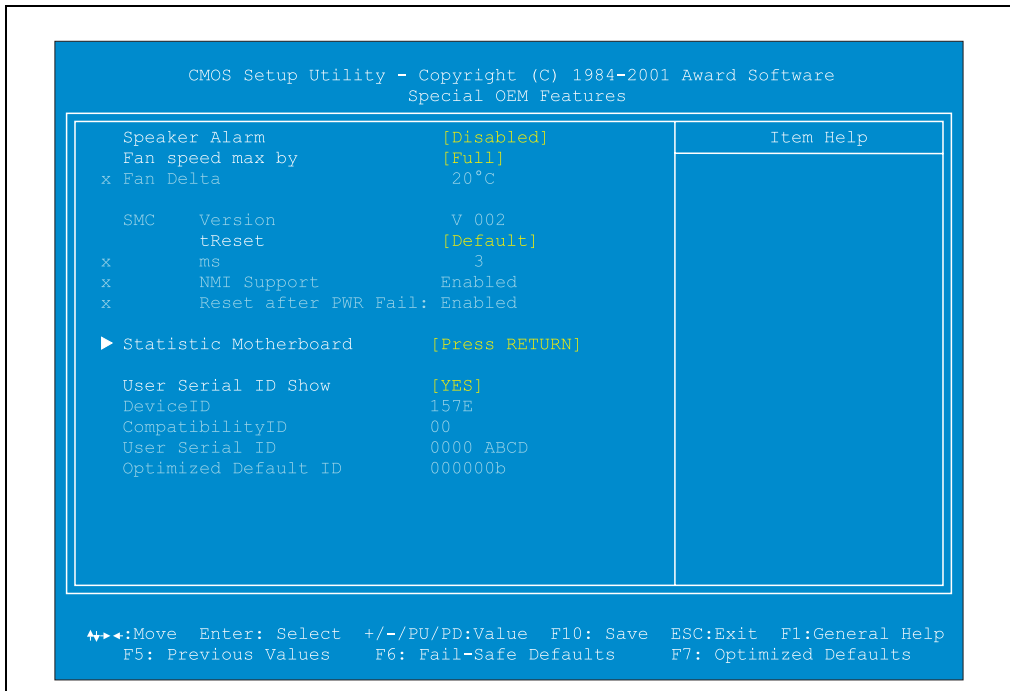 CMOS Setup Utility - Copyright (C) 1984-2001 Award Software
Special OEM Features
Speaker Alarm [Disabled] Item Help
Fan speed max by [Full]
x Fan Delta 20°C
SMC Version V 002
tReset [Default]
x ms 3
x NMI Support Enabled
x Reset after PWR Fail: Enabled
▶ Statistic Motherboard [Press RETURN]
User Serial ID Show [YES]
DeviceID 157E
CompatibilityID 00
User Serial ID 0000 ABCD
Optimized Default ID 000000b
↑↓→←:Move Enter: Select +/-/PU/PD:Value F10: Save ESC:Exit F1:General Help
F5: Previous Values F6: Fail-Safe Defaults F7: Optimized Defaults